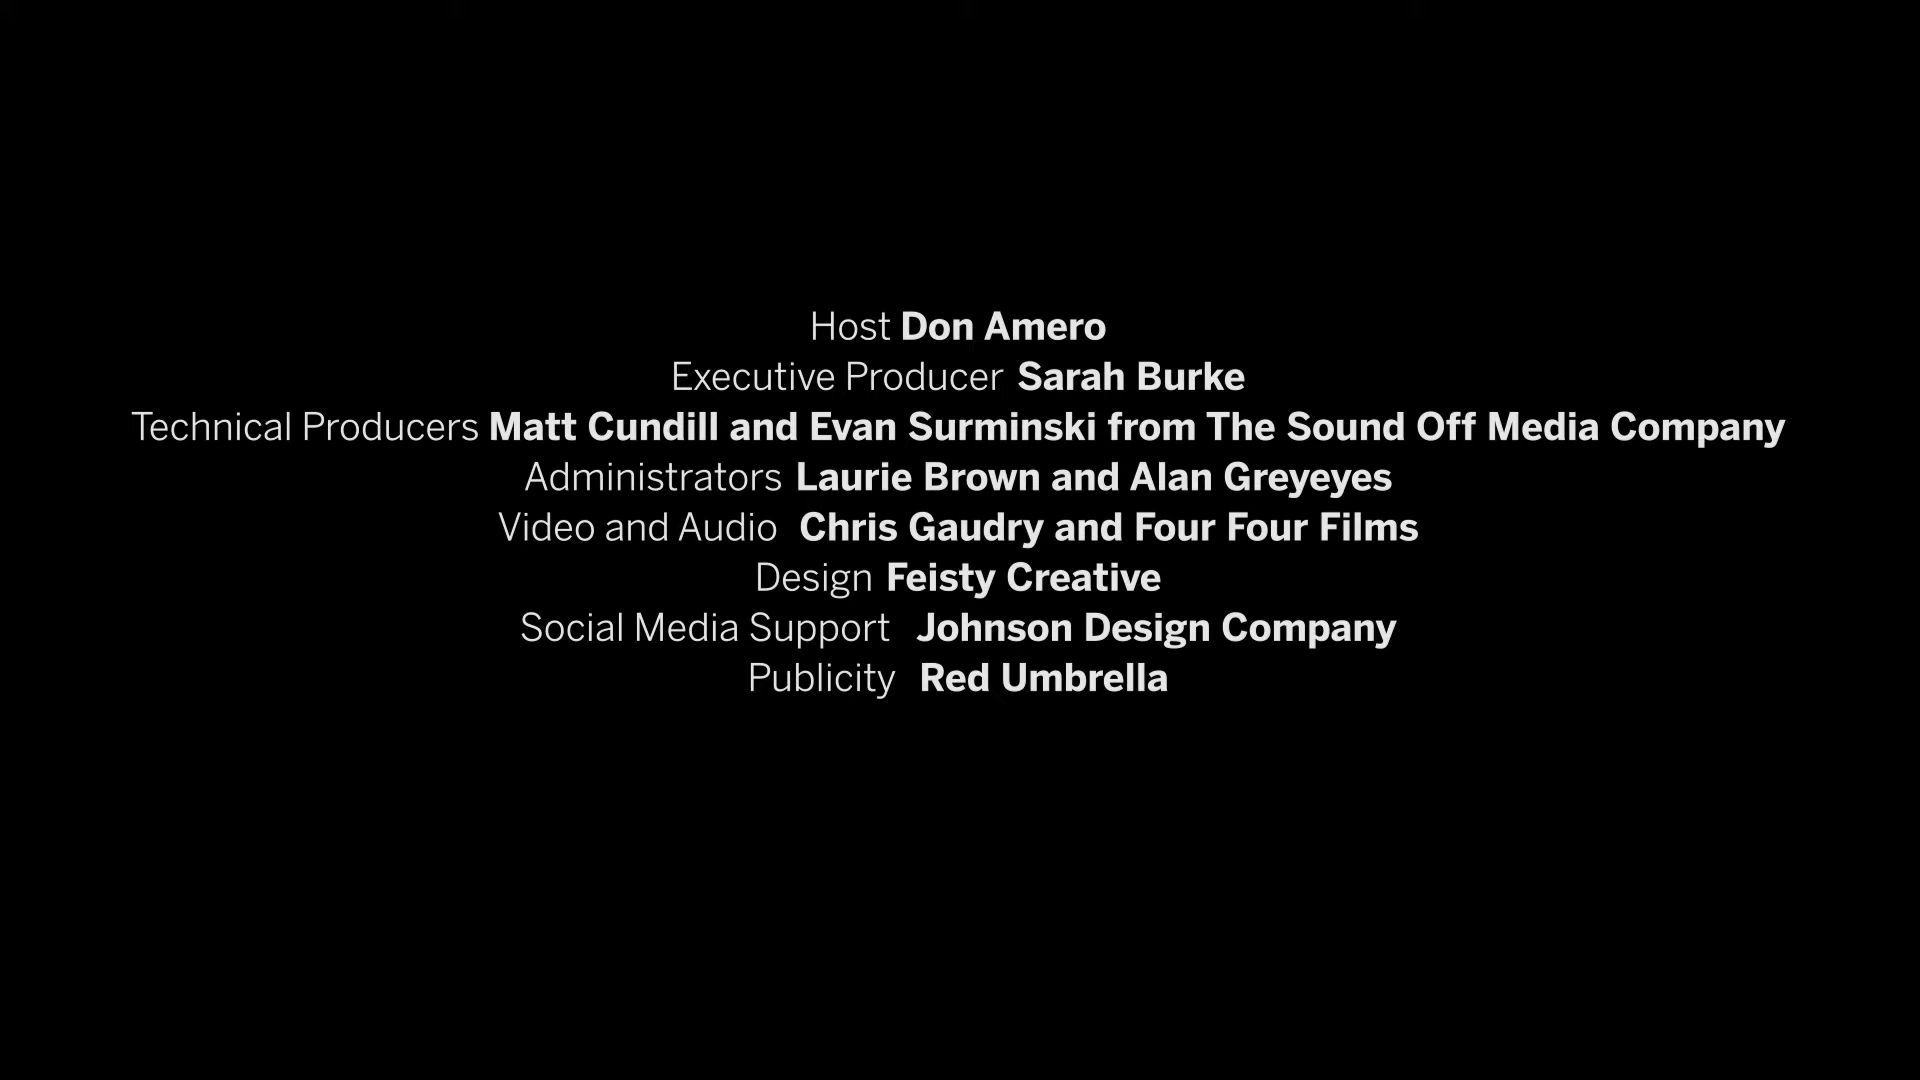 Host Don Amero
Executive Producer Sarah Burke
Technical Producers Matt Cundill and Evan Surminski from The Sound Off Media Company
Administrators Laurie Brown and Alan Greyeyes
Video and Audio Chris Gaudry and Four Four Films
Design Feisty Creative
Social Media Support Johnson Design Company
Publicity Red Umbrella